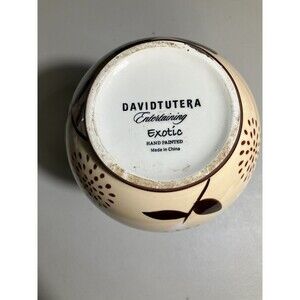 DAVIDTUTERA
Entertaining
Exotic
HAND PAINTED
Made in China